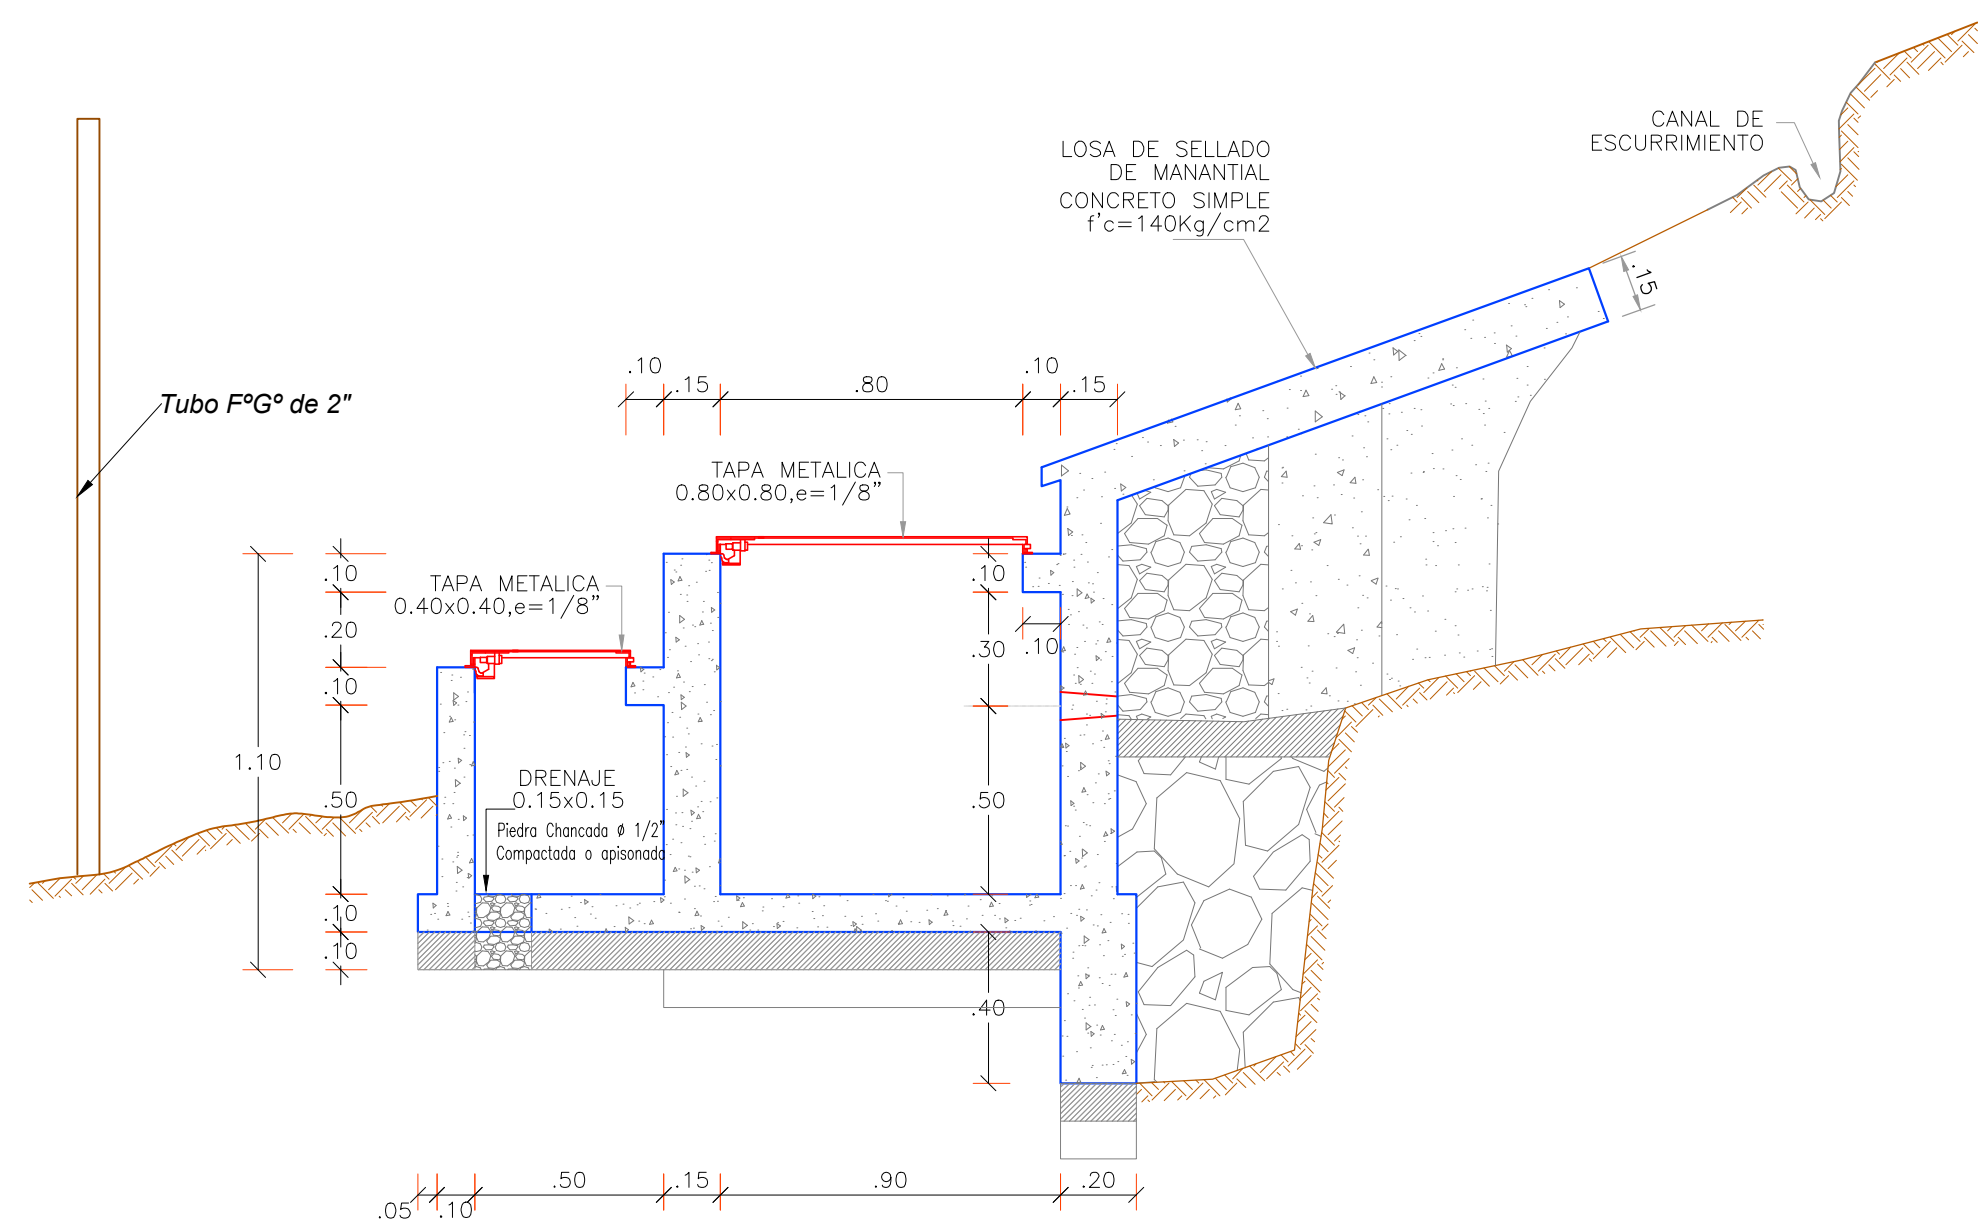 CANAL DE
ESCURRIMIENTO
LOSA DE SELLADO
DE MANANTIAL
CONCRETO SIMPLE
f'c=140Kg/cm2
.15
.10
.15
.80
.10
.15
Tubo FºGº de 2"
TAPA METALICA
0.80x0.80,e=1/8"
TAPA METALICA
0.40x0.40,e=1/8"
.10
.20
.10
.50
.10
.10
1.10
.10
.30
.10
.50
.40
DRENAJE
0.15x0.15
Piedra Chancada ø 1/2"
Compactada o apisonada
.05
.10
.50
.15
.90
.20